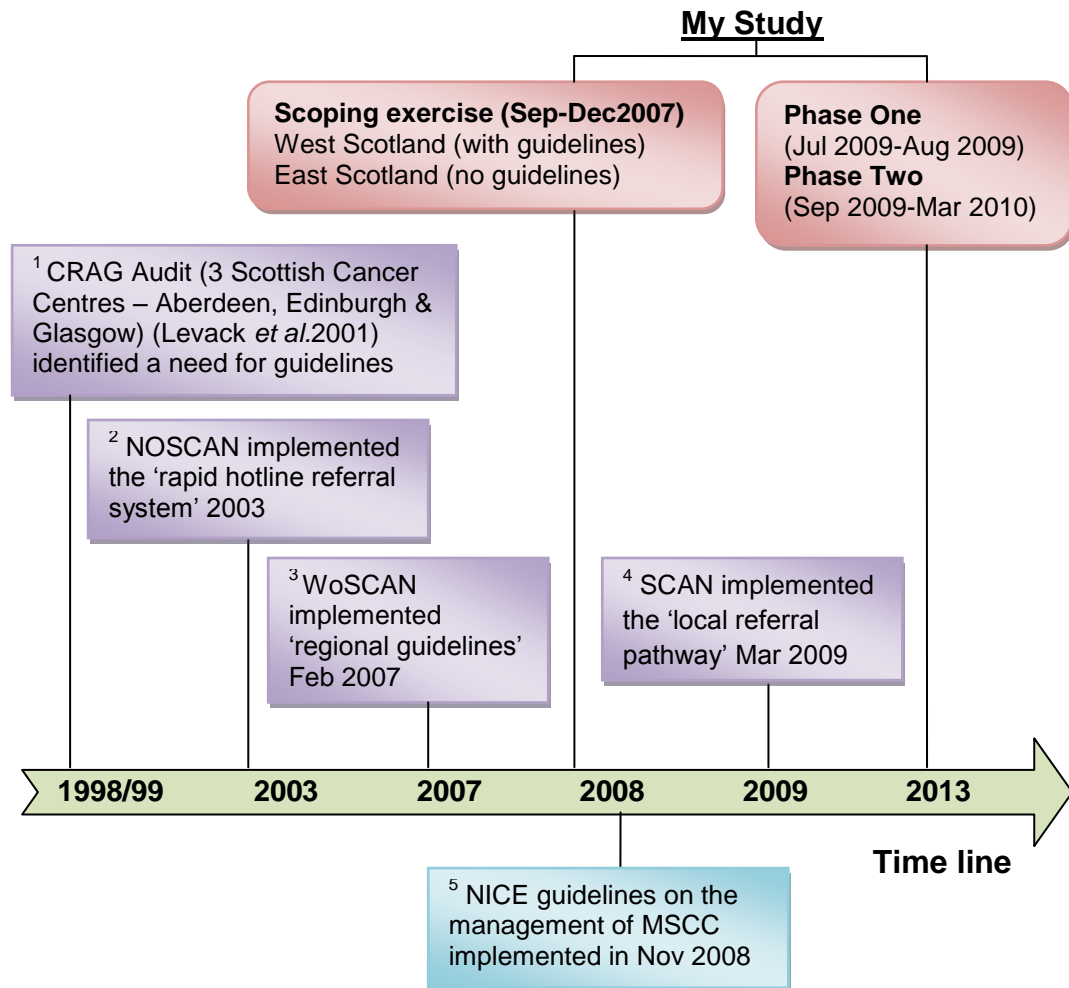 My Study
Scoping exercise (Sep-Dec2007)
West Scotland (with guidelines)
East Scotland (no guidelines)
Phase One
(Jul 2009-Aug 2009)
Phase Two
(Sep 2009-Mar 2010)
1 CRAG Audit (3 Scottish Cancer
Centres – Aberdeen, Edinburgh &
Glasgow) (Levack et al.2001)
identified a need for guidelines
2 NOSCAN implemented
the ‘rapid hotline referral
system’ 2003
3 WoSCAN
implemented
‘regional guidelines’
Feb 2007
4 SCAN implemented
the ‘local referral
pathway’ Mar 2009
1998/99 2003 2007 2008 2009 2013
Time line
5 NICE guidelines on the
management of MSCC
implemented in Nov 2008